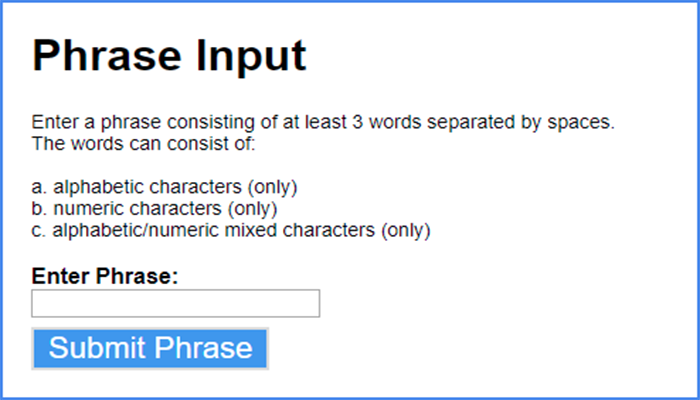 Phrase Input
Enter a phrase consisting of at least 3 words separated by spaces.
The words can consist of:
a. alphabetic characters (only)
b. numeric characters (only)
c. alphabetic/numeric mixed characters (only)
Enter Phrase:
Submit Phrase